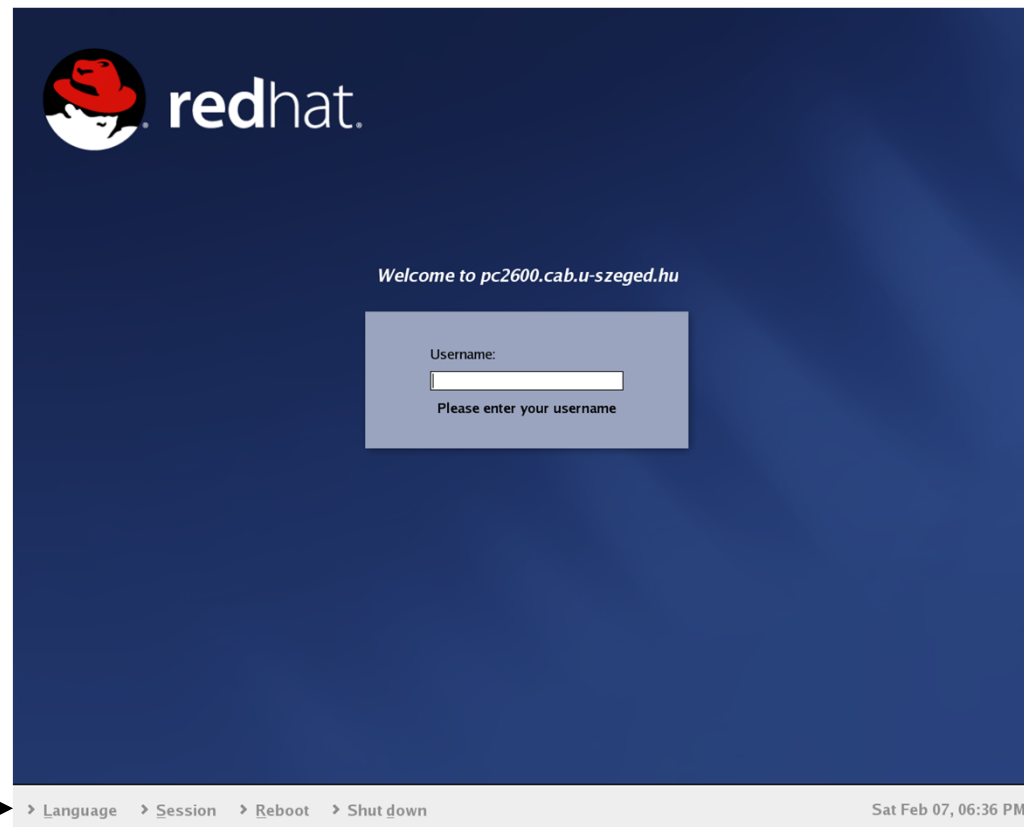 redhat.
Welcome to pc2600.cab.u-szeged.hu
Username:
Please enter your username
Language Session Reboot Shut down Sat Feb 07, 06:36 PM